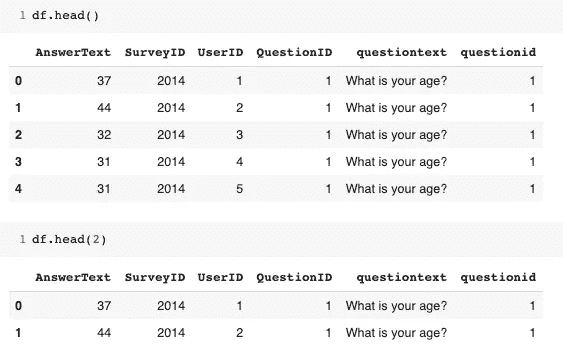 1 df.head()
AnswerText SurveyID UserID QuestionID questiontext questionid
0 37 2014 1 1 What is your age? 1
1 44 2014 2 1 What is your age? 1
2 32 2014 3 1 What is your age? 1
3 31 2014 4 1 What is your age? 1
4 31 2014 5 1 What is your age? 1
1 df.head(2)
AnswerText SurveyID UserID QuestionID questiontext questionid
0 37 2014 1 1 What is your age? 1
1 44 2014 2 1 What is your age? 1